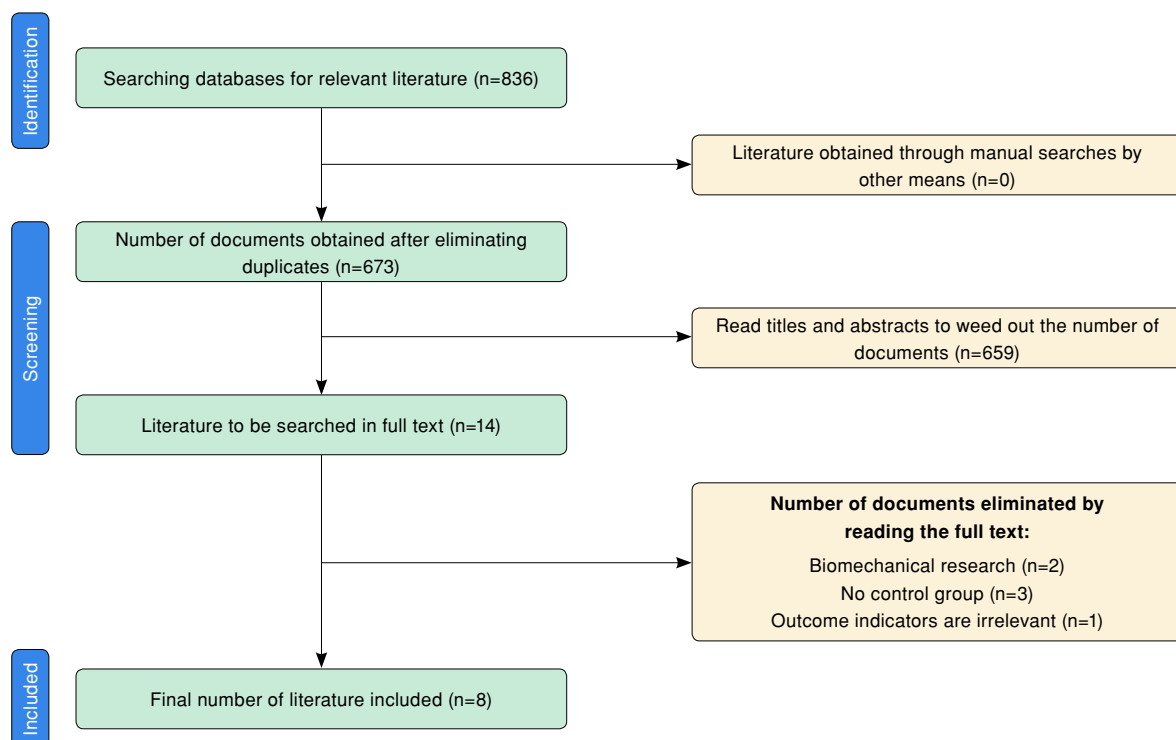 Identification
Searching databases for relevant literature (n=836)
Literature obtained through manual searches by
other means (n=0)
Screening
Number of documents obtained after eliminating
duplicates (n=673)
Read titles and abstracts to weed out the number of
documents (n=659)
Literature to be searched in full text (n=14)
Number of documents eliminated by
reading the full text:
Biomechanical research (n=2)
No control group (n=3)
Outcome indicators are irrelevant (n=1)
Included
Final number of literature included (n=8)